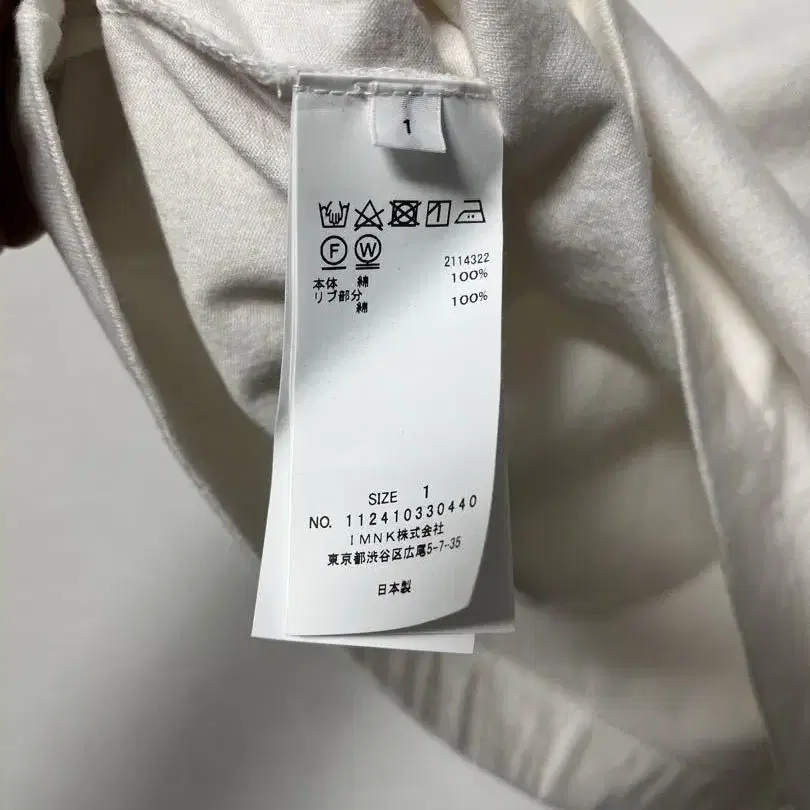 1
F W
2114322
本体 綿 100%
リブ部分
綿 100%
SIZE 1
NO. 112410330440
IMNK株式会社
東京都渋谷区広尾5-7-35
日本製